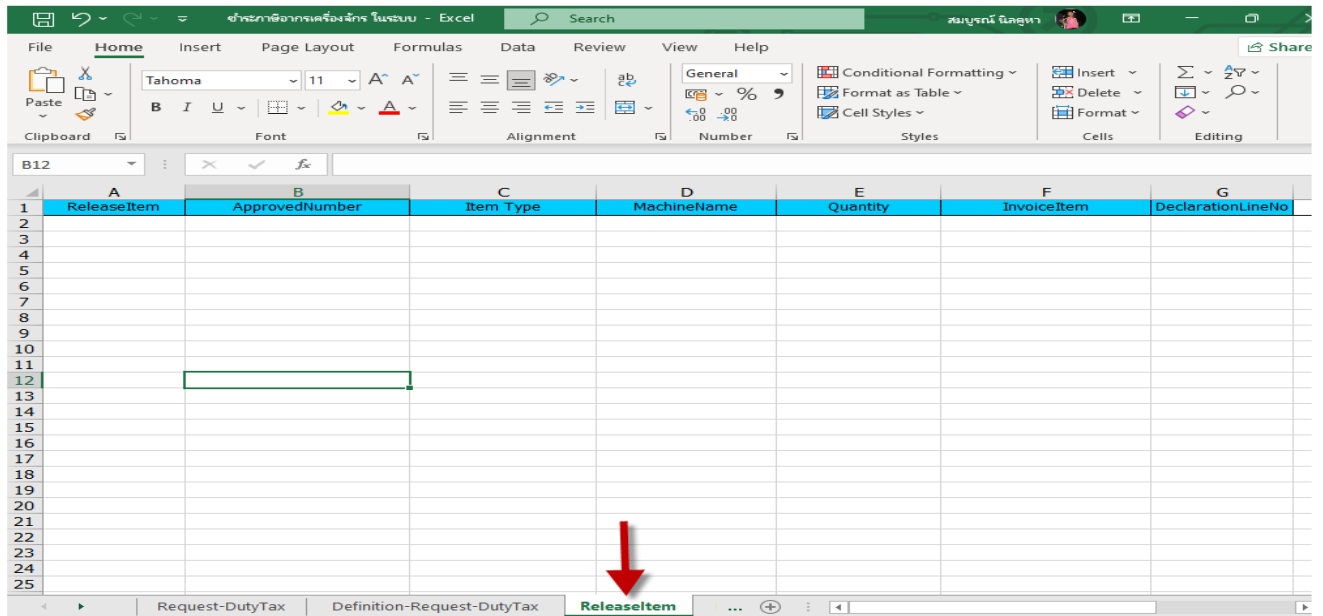 ชำระภาษีอากรเครื่องจักร ในระบบ - Excel Search สมบูรณ์ นิลคูหา
File Home Insert Page Layout Formulas Data Review View Help Share
Paste Tahoma 11 A A ab General Conditional Formatting Insert
B I U A % 9 Format as Table Delete
Cell Styles Format
Clipboard Font Alignment Number Styles Cells Editing
B12 fx
A B C D E F G
1 ReleaseItem ApprovedNumber Item Type MachineName Quantity InvoiceItem DeclarationLineNo
2
3
4
5
6
7
8
9
10
11
12
13
14
15
16
17
18
19
20
21
22
23
24
25
Request-DutyTax Definition-Request-DutyTax ReleaseItem ...